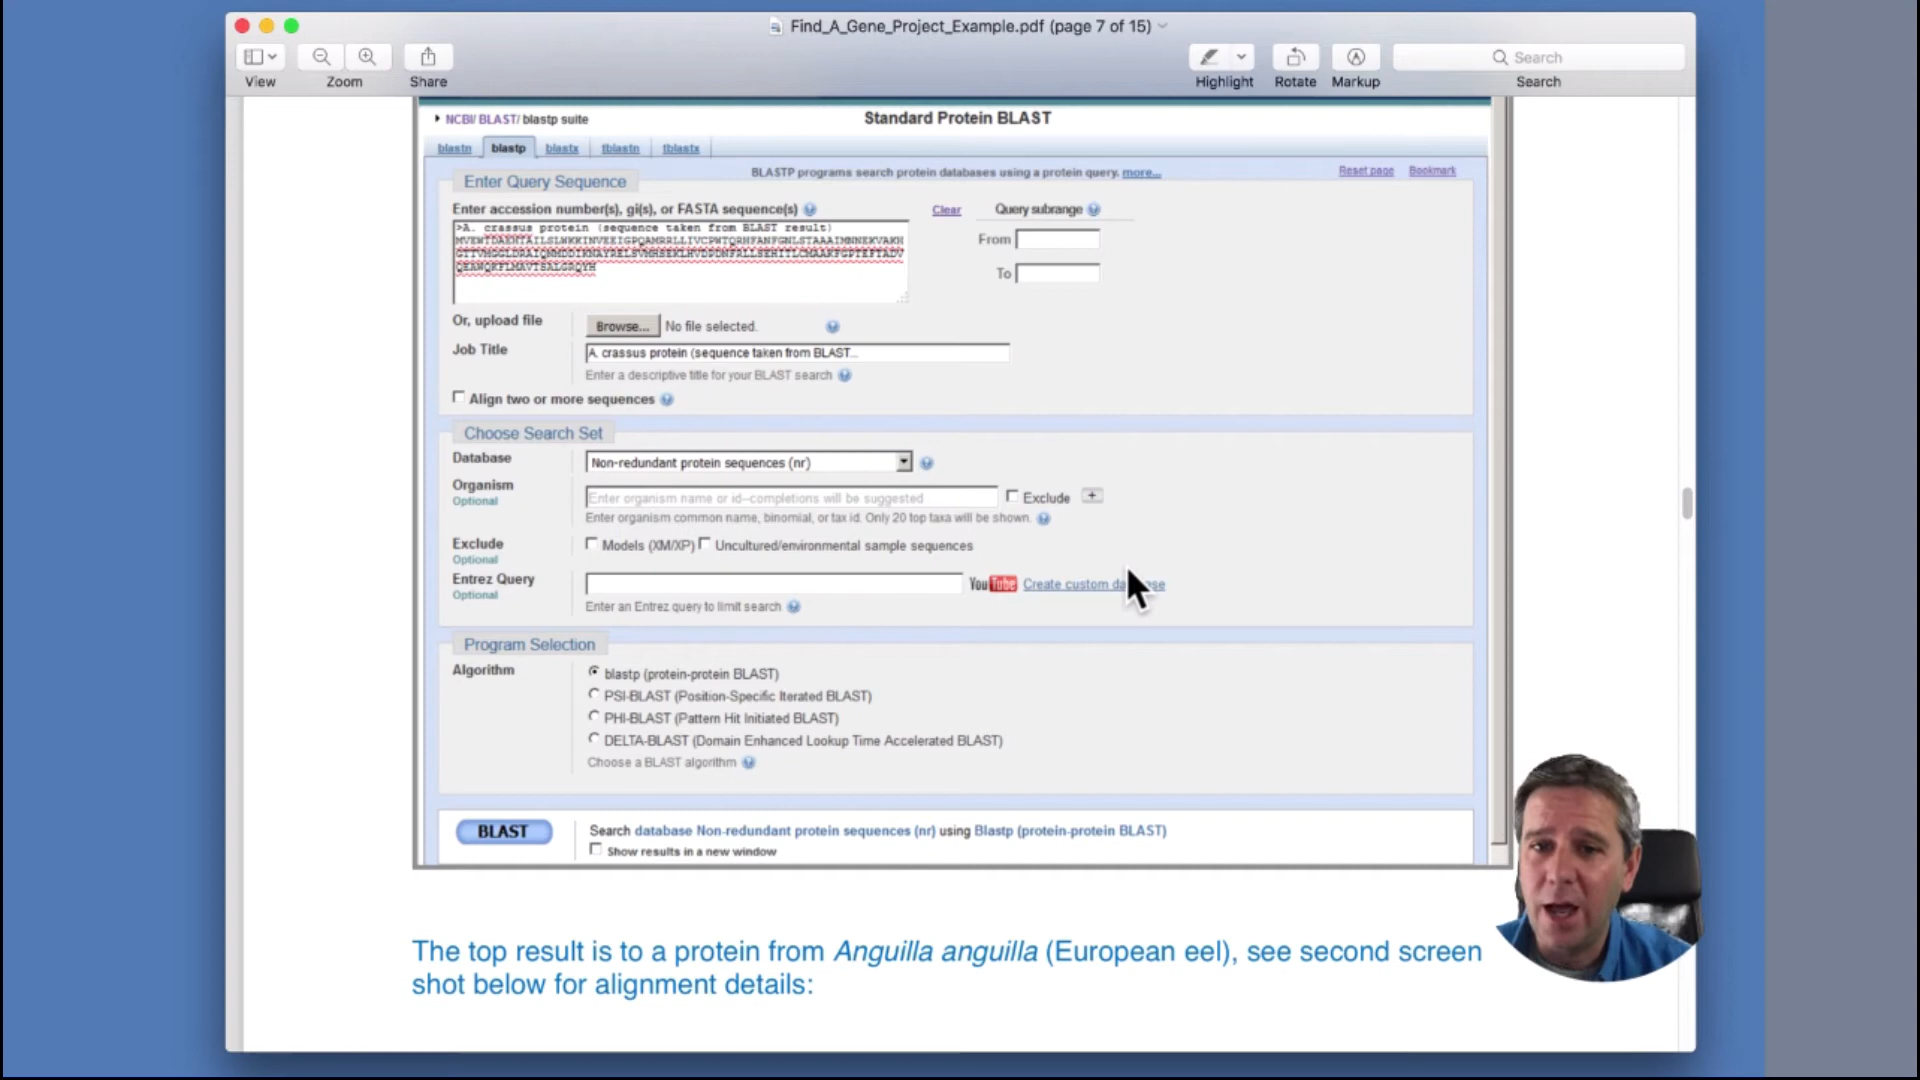 Find_A_Gene_Project_Example.pdf (page 7 of 15)
View
Zoom
Share
Highlight
Rotate
Markup
Search
Search
NCBI/ BLAST/ blastp suite
Standard Protein BLAST
blastn
blastp
blastx
tblastn
tblastx
BLASTP programs search protein databases using a protein query. more...
Reset page
Bookmark
Enter Query Sequence
Enter accession number(s), gi(s), or FASTA sequence(s)
Clear
Query subrange
>A. crassus protein (sequence taken from BLAST result)
From
To
Or, upload file
Browse... No file selected.
Job Title
A. crassus protein (sequence taken from BLAST...
Enter a descriptive title for your BLAST search
Align two or more sequences
Choose Search Set
Database
Non-redundant protein sequences (nr)
Organism
Optional
Enter organism name or id--completions will be suggested
Exclude
+
Enter organism common name, binomial, or tax id. Only 20 top taxa will be shown.
Exclude
Optional
Models (XM/XP)
Uncultured/environmental sample sequences
Entrez Query
Optional
YouTube
Create custom
Enter an Entrez query to limit search
Program Selection
Algorithm
blastp (protein-protein BLAST)
PSI-BLAST (Position-Specific Iterated BLAST)
PHI-BLAST (Pattern Hit Initiated BLAST)
DELTA-BLAST (Domain Enhanced Lookup Time Accelerated BLAST)
Choose a BLAST algorithm
BLAST
Search database Non-redundant protein sequences (nr) using Blastp (protein-protein BLAST)
Show results in a new window
The top result is to a protein from Anguilla anguilla (European eel), see second screen
shot below for alignment details: